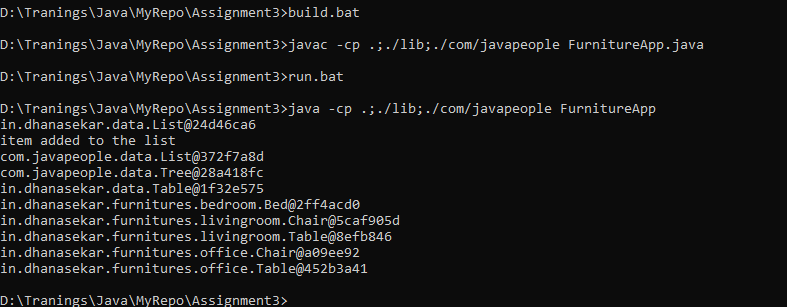 D:\Tranings\Java\MyRepo\Assignment3>build.bat
D:\Tranings\Java\MyRepo\Assignment3>javac -cp .;./lib;./com/javapeople FurnitureApp.java
D:\Tranings\Java\MyRepo\Assignment3>run.bat
D:\Tranings\Java\MyRepo\Assignment3>java -cp .;./lib;./com/javapeople FurnitureApp
in.dhanasekar.data.List@24d46ca6
item added to the list
com.javapeople.data.List@372f7a8d
com.javapeople.data.Tree@28a418fc
in.dhanasekar.data.Table@1f32e575
in.dhanasekar.furnitures.bedroom.Bed@2ff4acd0
in.dhanasekar.furnitures.livingroom.Chair@5caf905d
in.dhanasekar.furnitures.livingroom.Table@8efb846
in.dhanasekar.furnitures.office.Chair@a09ee92
in.dhanasekar.furnitures.office.Table@452b3a41
D:\Tranings\Java\MyRepo\Assignment3>